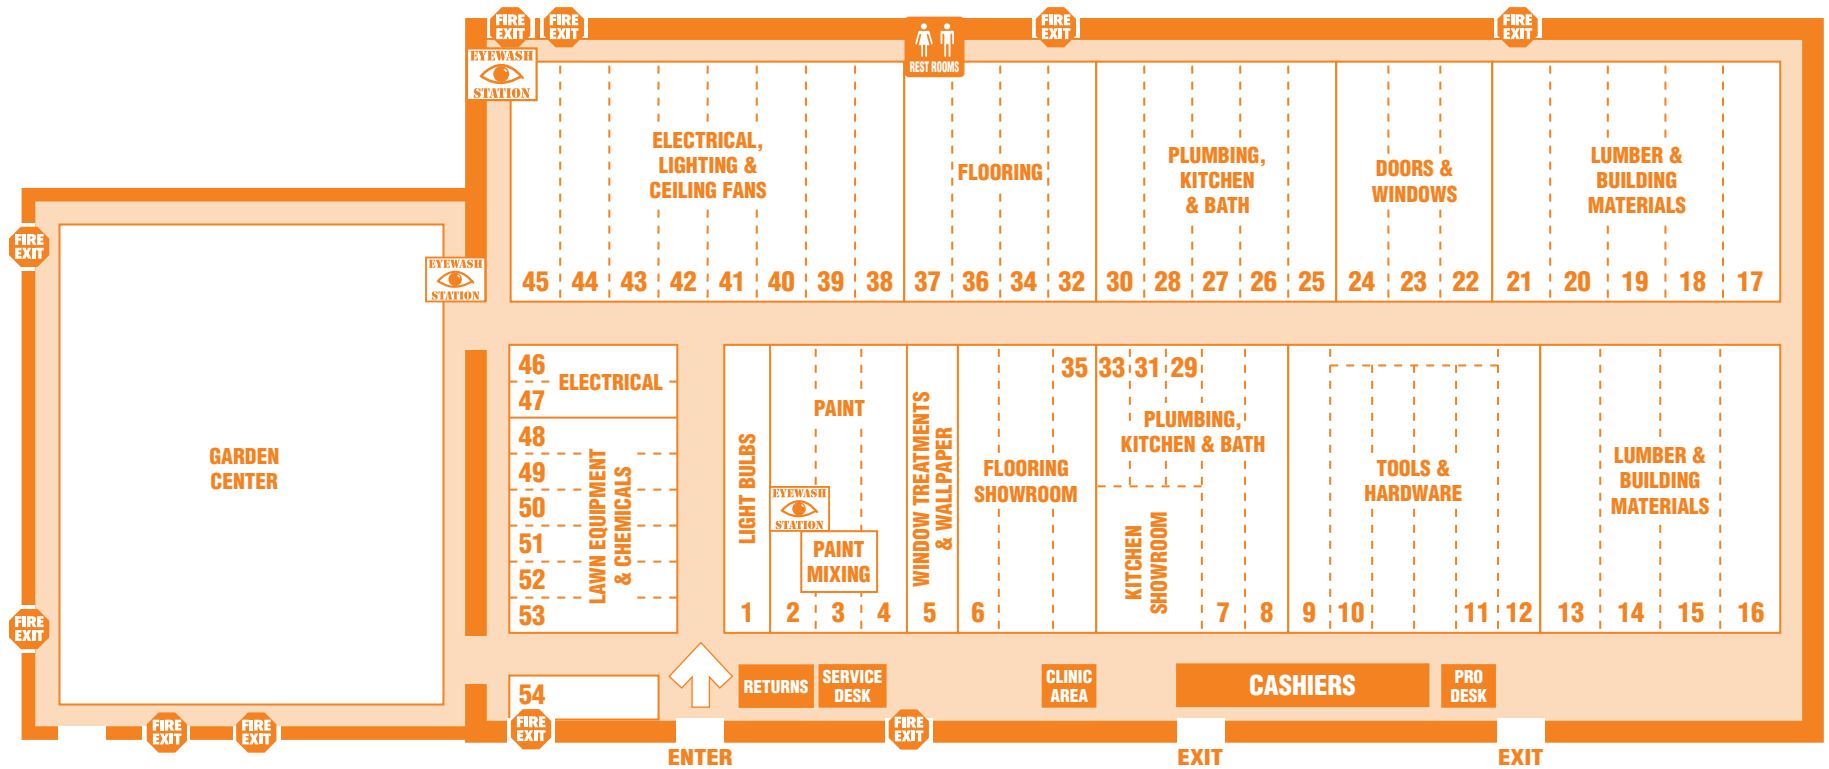 FIRE
EXIT
FIRE
EXIT
FIRE
EXIT
FIRE
EXIT
REST ROOMS
EYEWASH
STATION
ELECTRICAL,
LIGHTING &
CEILING FANS
FLOORING
PLUMBING,
KITCHEN
& BATH
DOORS &
WINDOWS
LUMBER &
BUILDING
MATERIALS
45 44 43 42 41 40 39 38 37 36 34 32 30 28 27 26 25 24 23 22 21 20 19 18 17
FIRE
EXIT
EYEWASH
STATION
GARDEN
CENTER
FIRE
EXIT
FIRE
EXIT
FIRE
EXIT
46
47
ELECTRICAL
48
49
50
51
52
53
LAWN EQUIPMENT
& CHEMICALS
54
FIRE
EXIT
LIGHT BULBS
PAINT
EYEWASH
STATION
PAINT
MIXING
WINDOW TREATMENTS
& WALLPAPER
FLOORING
SHOWROOM
35 33 31 29
PLUMBING,
KITCHEN & BATH
KITCHEN
SHOWROOM
TOOLS &
HARDWARE
LUMBER &
BUILDING
MATERIALS
1 2 3 4 5 6 7 8 9 10 11 12 13 14 15 16
RETURNS
SERVICE
DESK
CLINIC
AREA
CASHIERS
PRO
DESK
FIRE
EXIT
ENTER
EXIT
EXIT